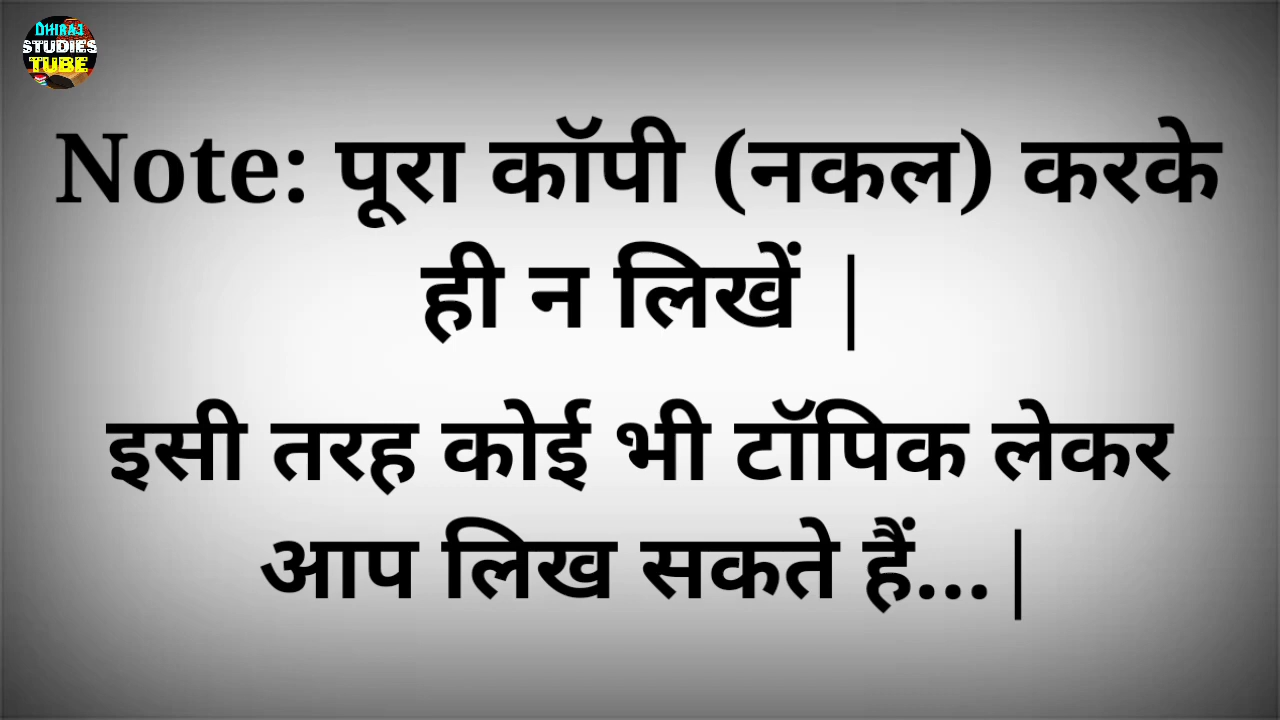 DHIRAJ
STUDIES
TUBE
Note: पूरा कॉपी (नकल) करके
ही न लिखें |
इसी तरह कोई भी टॉपिक लेकर
आप लिख सकते हैं...|